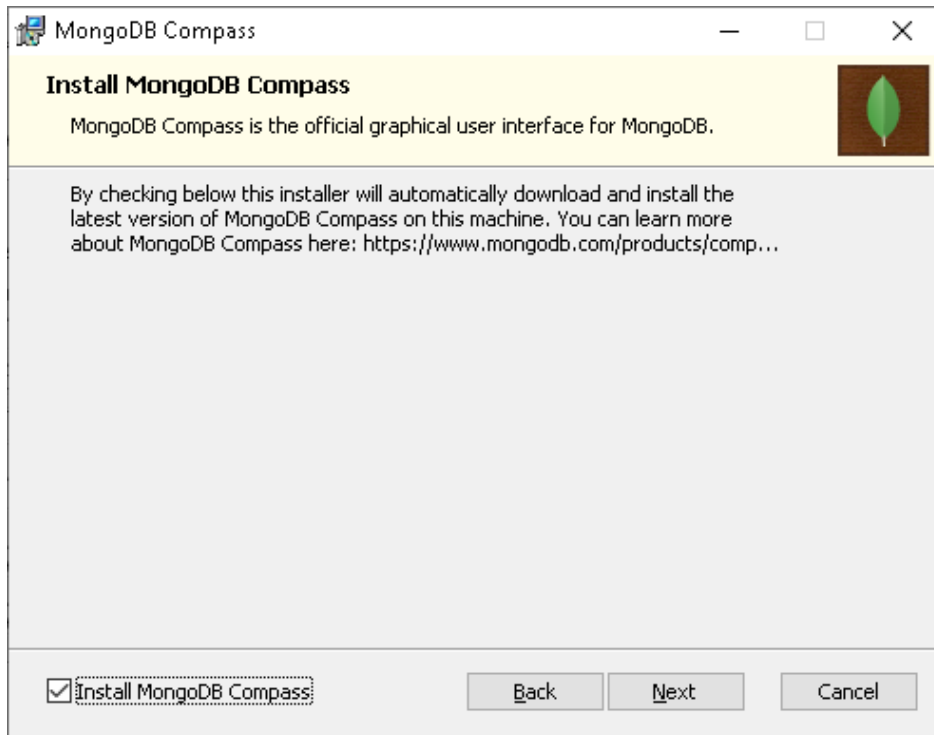 MongoDB Compass
Install MongoDB Compass
MongoDB Compass is the official graphical user interface for MongoDB.
By checking below this installer will automatically download and install the
latest version of MongoDB Compass on this machine. You can learn more
about MongoDB Compass here: https://www.mongodb.com/products/comp...
Install MongoDB Compass Back Next Cancel